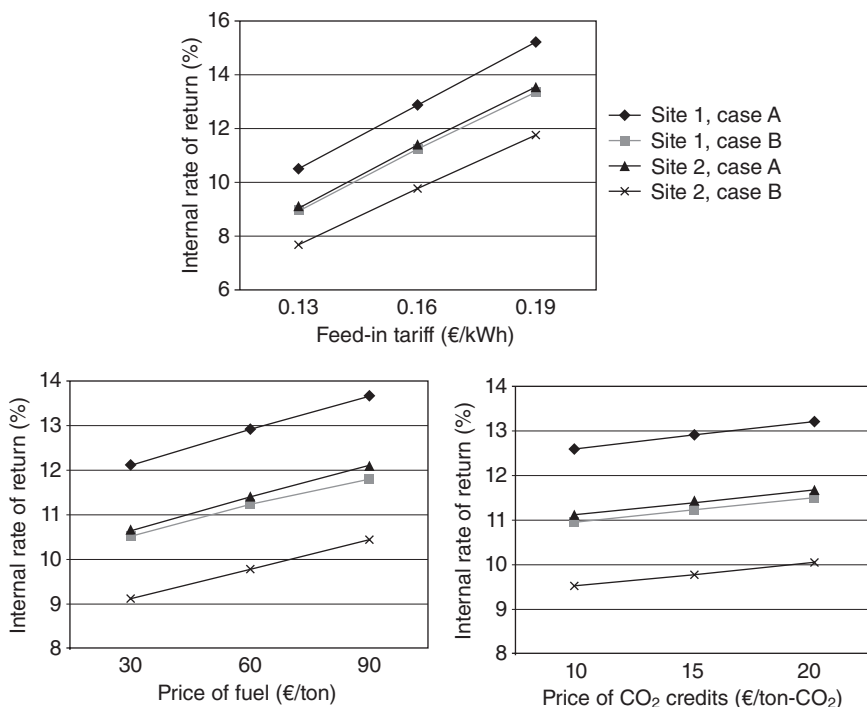 16
14
12
10
8
6
Internal rate of return (%)
0.13 0.16 0.19
Feed-in tariff (€/kWh)
Site 1, case A
Site 1, case B
Site 2, case A
Site 2, case B
14
13
12
11
10
9
8
Internal rate of return (%)
30 60 90
Price of fuel (€/ton)
14
13
12
11
10
9
8
Internal rate of return (%)
10 15 20
Price of CO₂ credits (€/ton-CO₂)